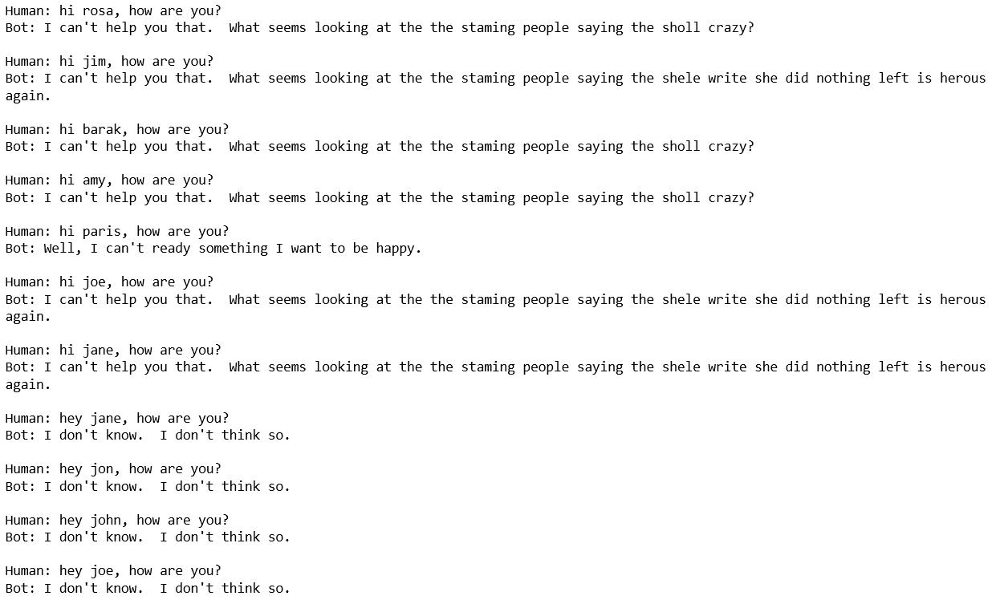 Human: hi rosa, how are you?
Bot: I can't help you that.  What seems looking at the the staming people saying the sholl crazy?
Human: hi jim, how are you?
Bot: I can't help you that.  What seems looking at the the staming people saying the shele write she did nothing left is herous
again.
Human: hi barak, how are you?
Bot: I can't help you that.  What seems looking at the the staming people saying the sholl crazy?
Human: hi amy, how are you?
Bot: I can't help you that.  What seems looking at the the staming people saying the sholl crazy?
Human: hi paris, how are you?
Bot: Well, I can't ready something I want to be happy.
Human: hi joe, how are you?
Bot: I can't help you that.  What seems looking at the the staming people saying the shele write she did nothing left is herous
again.
Human: hi jane, how are you?
Bot: I can't help you that.  What seems looking at the the staming people saying the shele write she did nothing left is herous
again.
Human: hey jane, how are you?
Bot: I don't know.  I don't think so.
Human: hey jon, how are you?
Bot: I don't know.  I don't think so.
Human: hey john, how are you?
Bot: I don't know.  I don't think so.
Human: hey joe, how are you?
Bot: I don't know.  I don't think so.